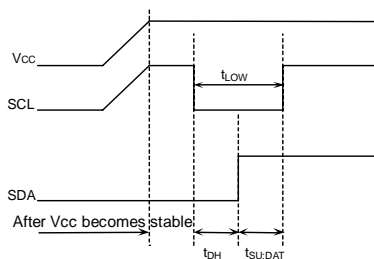 VCC
tLOW
SCL
SDA
After Vcc becomes stable
tDH
tSU:DAT